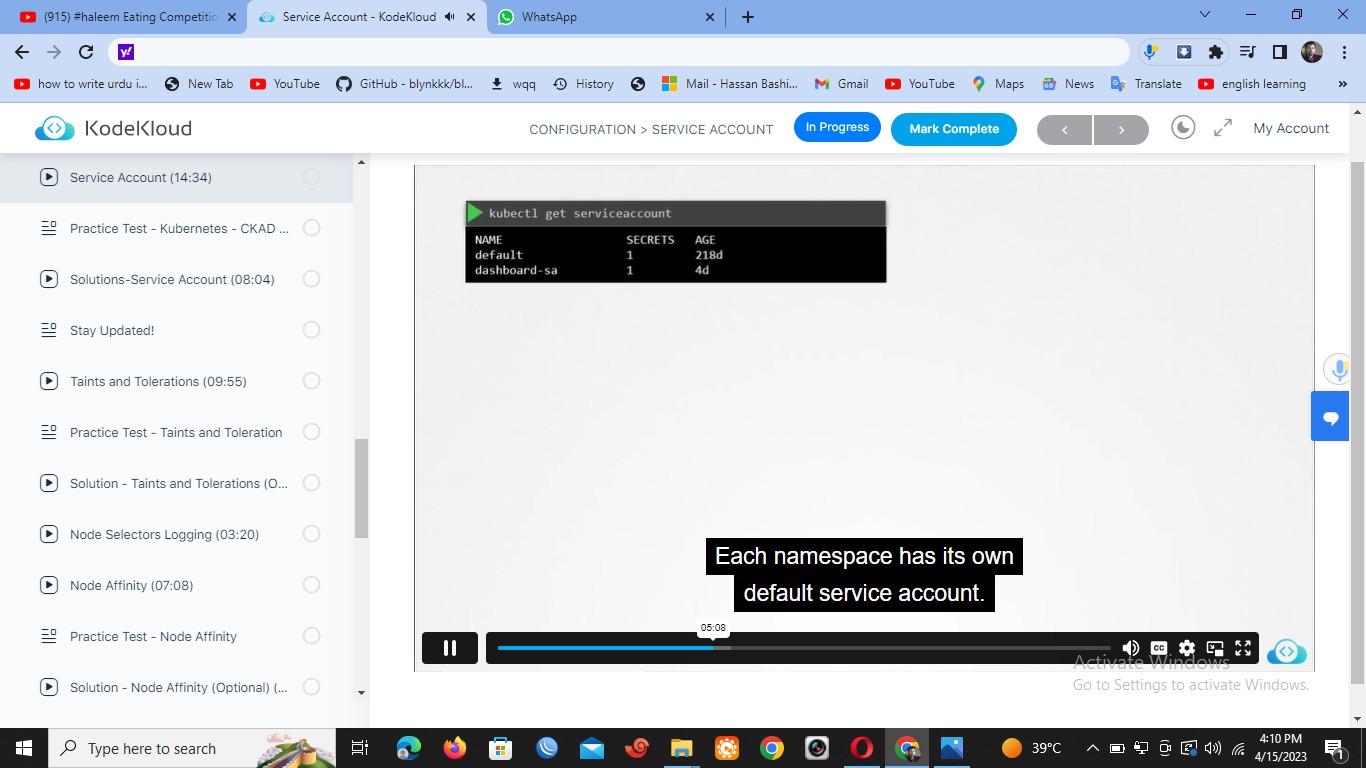 (915) #haleem Eating Competitio
Service Account - KodeKloud
WhatsApp
how to write urdu i...
New Tab
YouTube
GitHub - blynkkk/bl...
wqq
History
Mail - Hassan Bashi...
Gmail
YouTube
Maps
News
Translate
english learning
»
KodeKloud
CONFIGURATION > SERVICE ACCOUNT
In Progress
Mark Complete
<
>
My Account
Service Account (14:34)
Practice Test - Kubernetes - CKAD ...
Solutions-Service Account (08:04)
Stay Updated!
Taints and Tolerations (09:55)
Practice Test - Taints and Toleration
Solution - Taints and Tolerations (O...
Node Selectors Logging (03:20)
Node Affinity (07:08)
Practice Test - Node Affinity
Solution - Node Affinity (Optional) (...
kubectl get serviceaccount
NAME SECRETS AGE
default 1 218d
dashboard-sa 1 4d
Each namespace has its own
default service account.
05:08
CC
Activate Windows
Go to Settings to activate Windows.
Type here to search
39°C
4:10 PM
4/15/2023
1